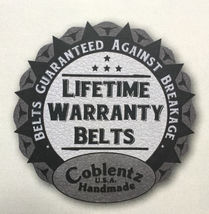 BELTS GUARANTEED AGAINST BREAKAGE
LIFETIME
WARRANTY
BELTS
Coblentz
U.S.A.
Handmade